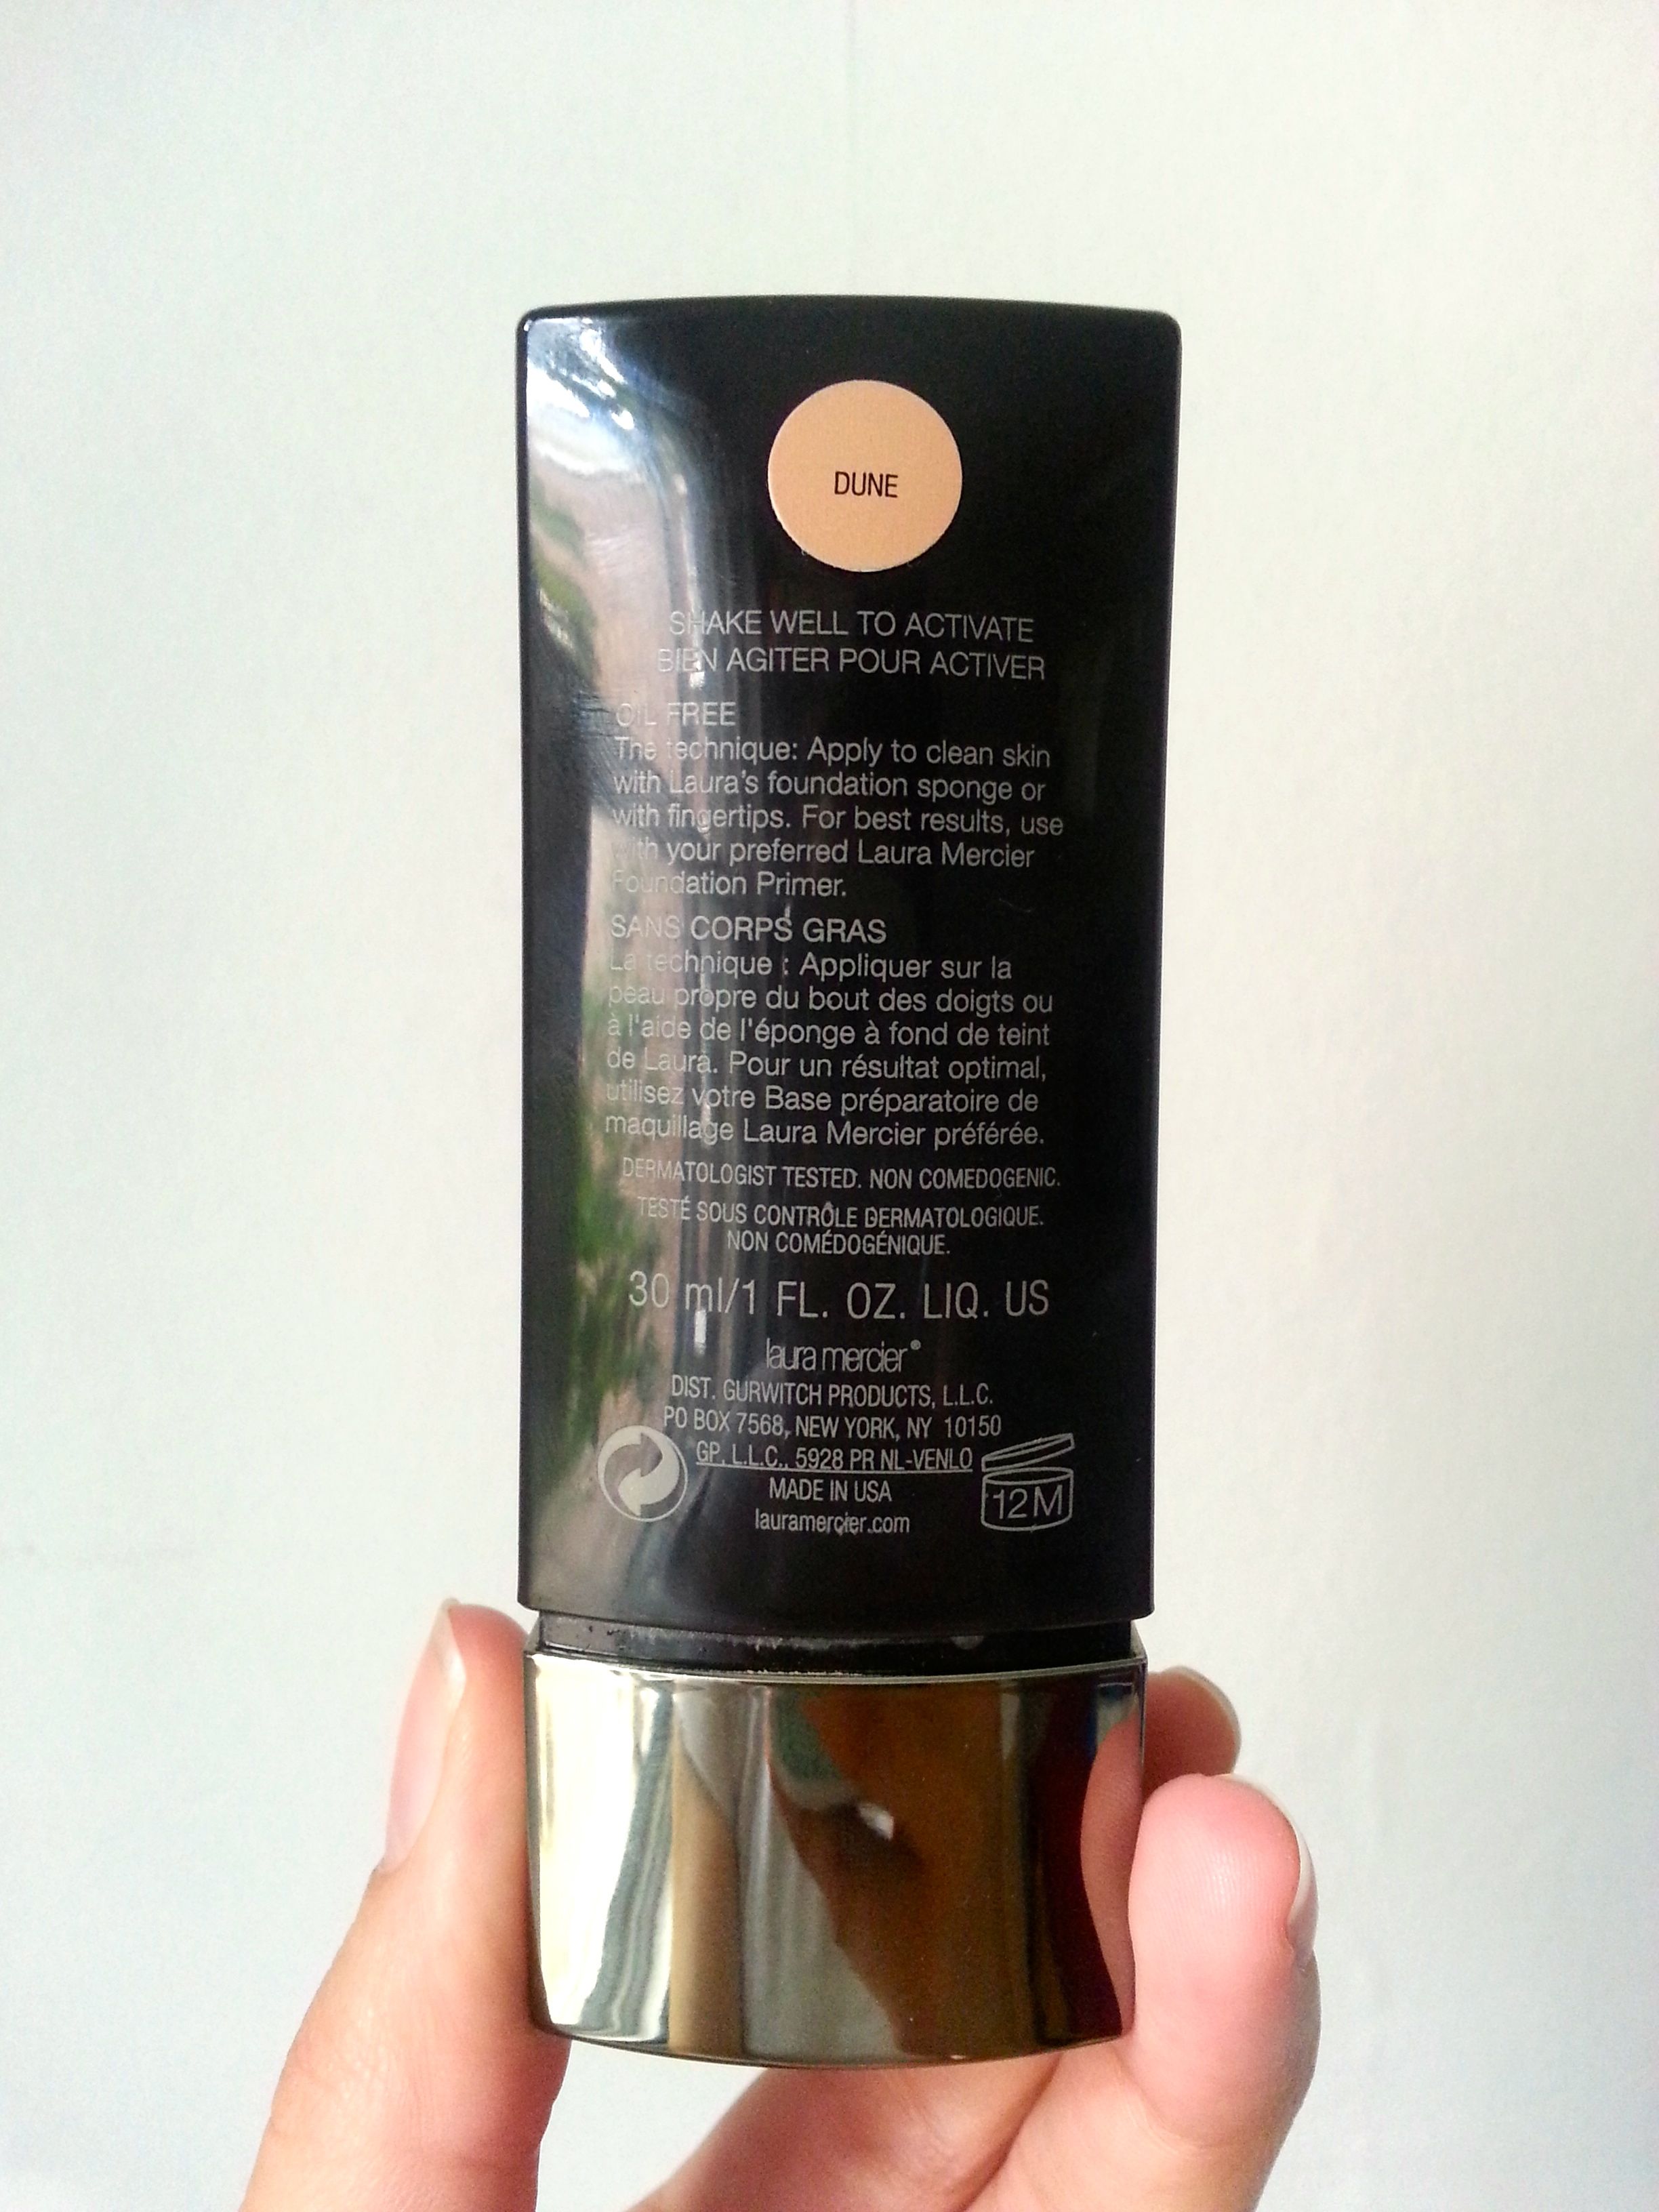 DUNE
SHAKE WELL TO ACTIVATE
BIEN AGITER POUR ACTIVER
OIL FREE
The technique: Apply to clean skin
with Laura's foundation sponge or
with fingertips. For best results, use
with your preferred Laura Mercier
Foundation Primer.
SANS CORPS GRAS
La technique : Appliquer sur la
peau propre du bout des doigts ou
à l'aide de l'éponge à fond de teint
de Laura. Pour un résultat optimal,
utilisez votre Base préparatoire de
maquillage Laura Mercier préférée.
DERMATOLOGIST TESTED. NON COMEDOGENIC.
TESTÉ SOUS CONTRÔLE DERMATOLOGIQUE.
NON COMÉDOGÉNIQUE.
30 ml/1 FL. OZ. LIQ. US
laura mercier®
DIST. GURWITCH PRODUCTS, L.L.C.
PO BOX 7568, NEW YORK, NY 10150
GP, L.L.C., 5928 PR NL-VENLO
MADE IN USA
lauramercier.com
12M